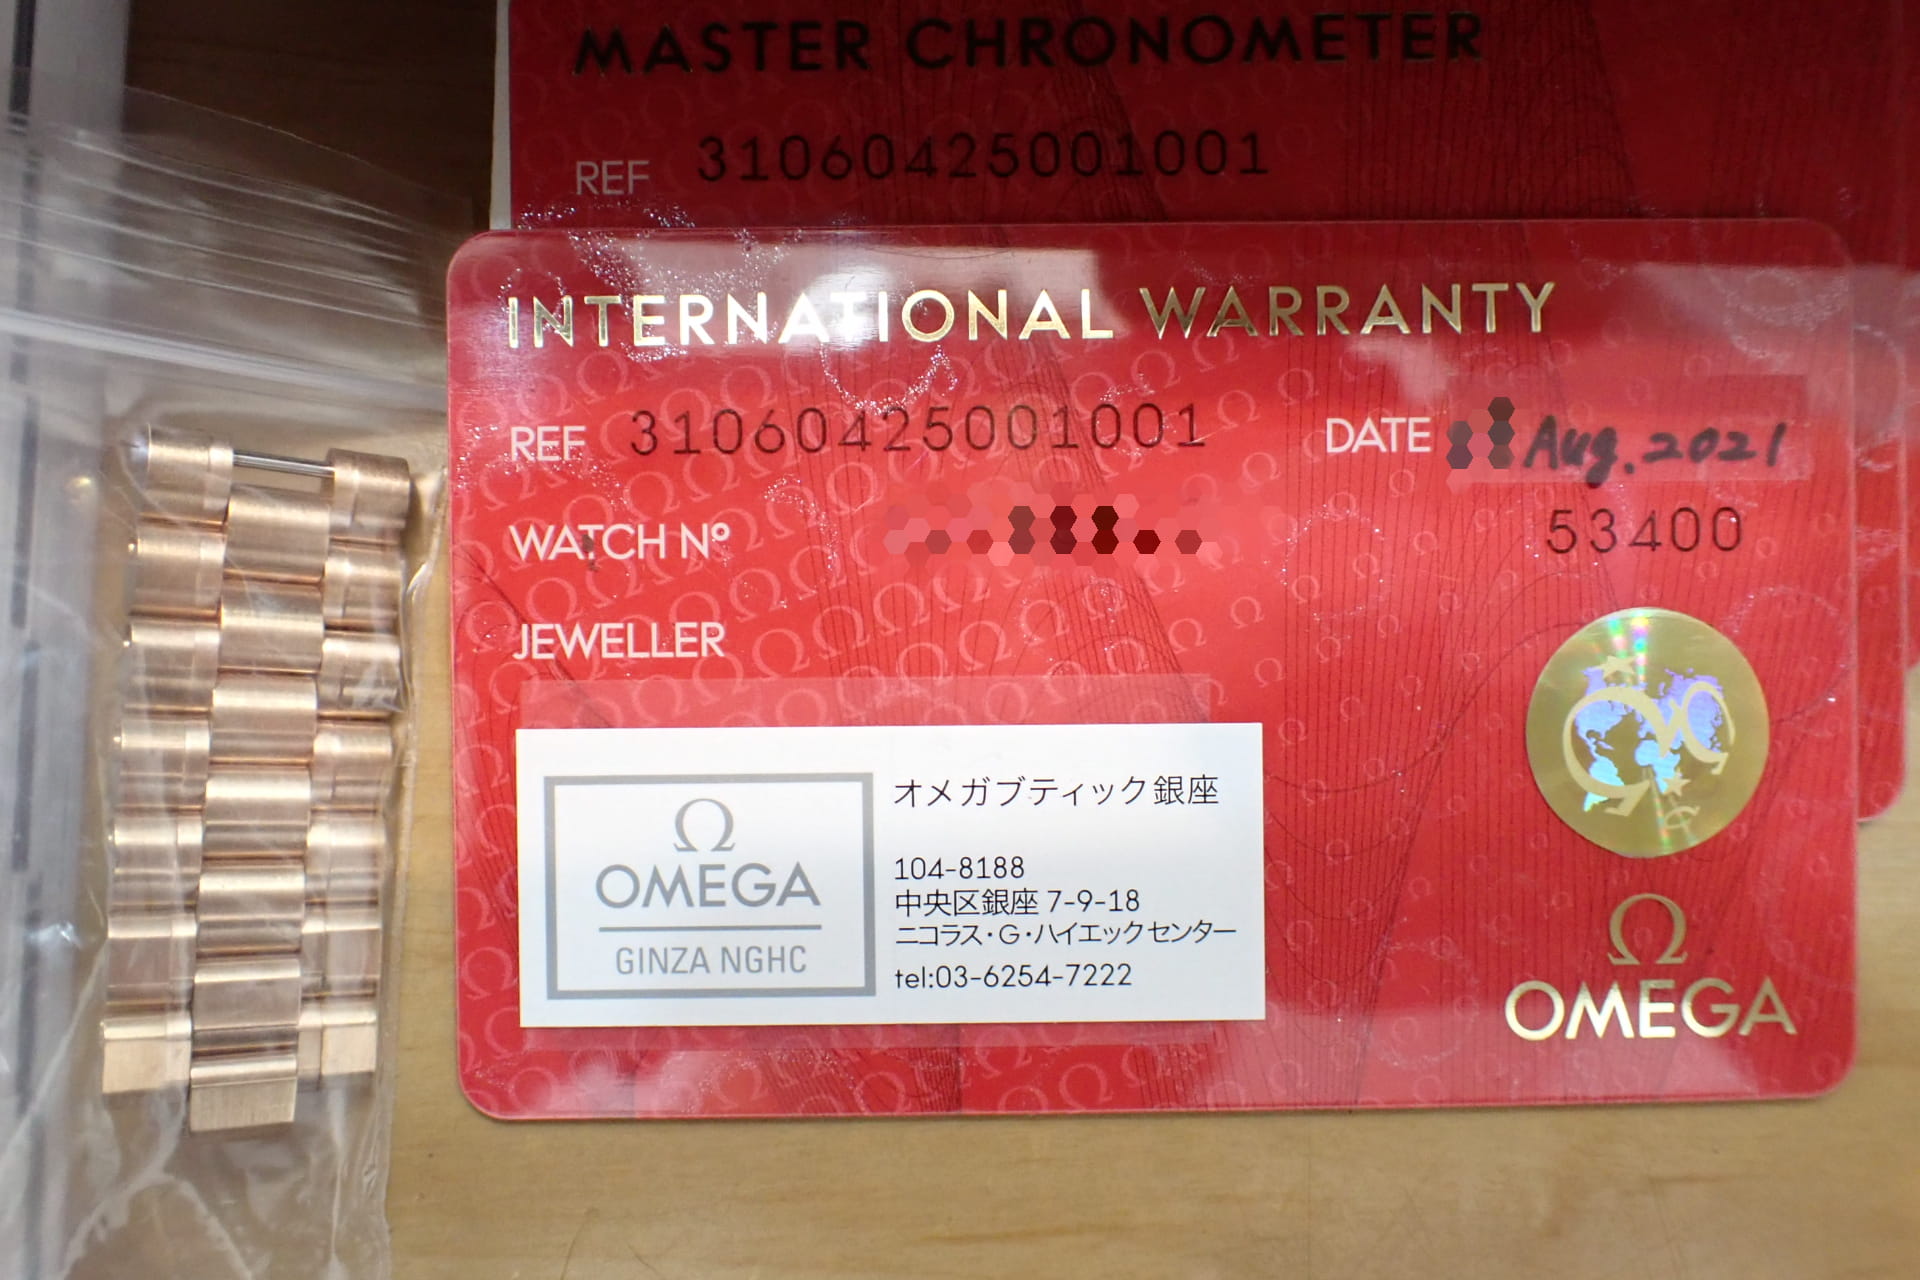 MASTER CHRONOMETER
REF 31060425001001
INTERNATIONAL WARRANTY
REF 31060425001001
DATE Aug. 2021
WATCH Nº
53400
JEWELLER
Ω
OMEGA
GINZA NGHC
オメガブティック銀座
104-8188
中央区銀座 7-9-18
ニコラス・G・ハイエックセンター
tel:03-6254-7222
Ω
OMEGA